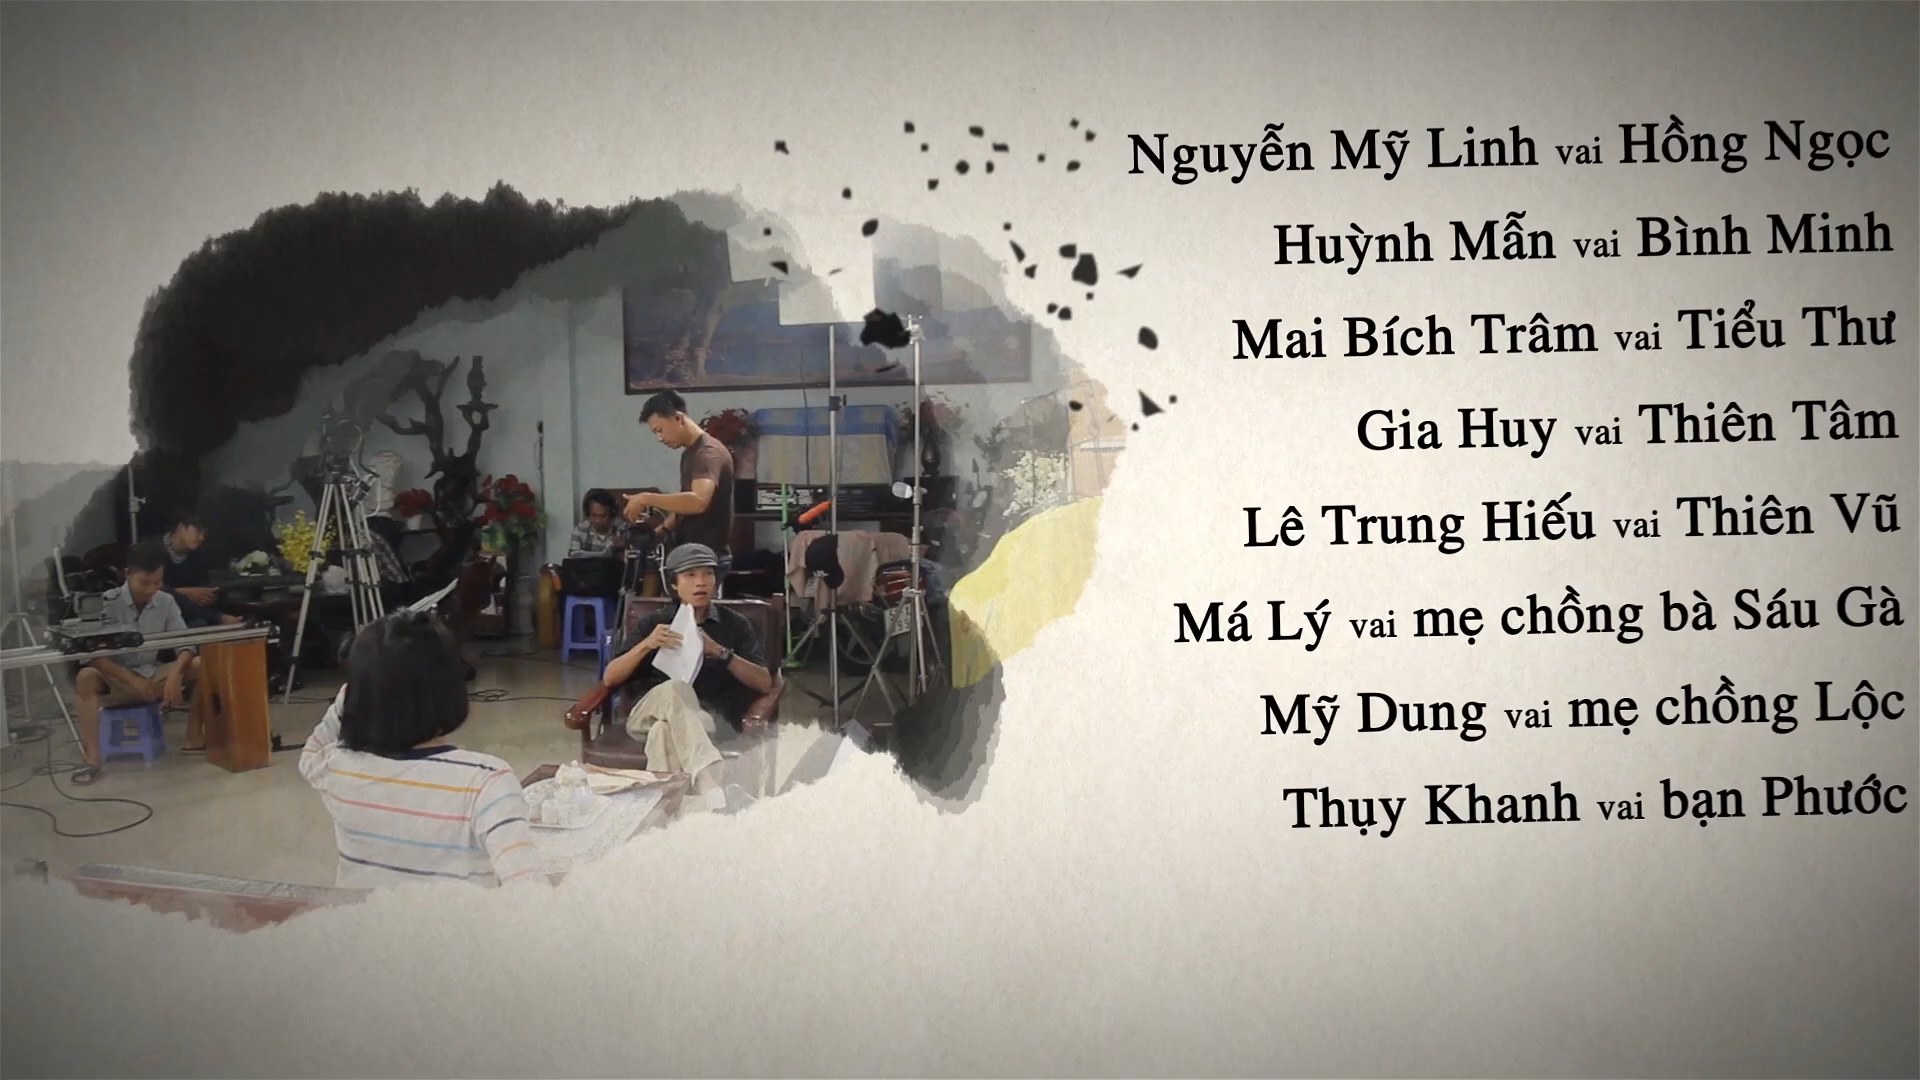 Nguyễn Mỹ Linh vai Hồng Ngọc
Huỳnh Mẫn vai Bình Minh
Mai Bích Trâm vai Tiểu Thư
Gia Huy vai Thiên Tâm
Lê Trung Hiếu vai Thiên Vũ
Má Lý vai mẹ chồng bà Sáu Gà
Mỹ Dung vai mẹ chồng Lộc
Thụy Khanh vai bạn Phước